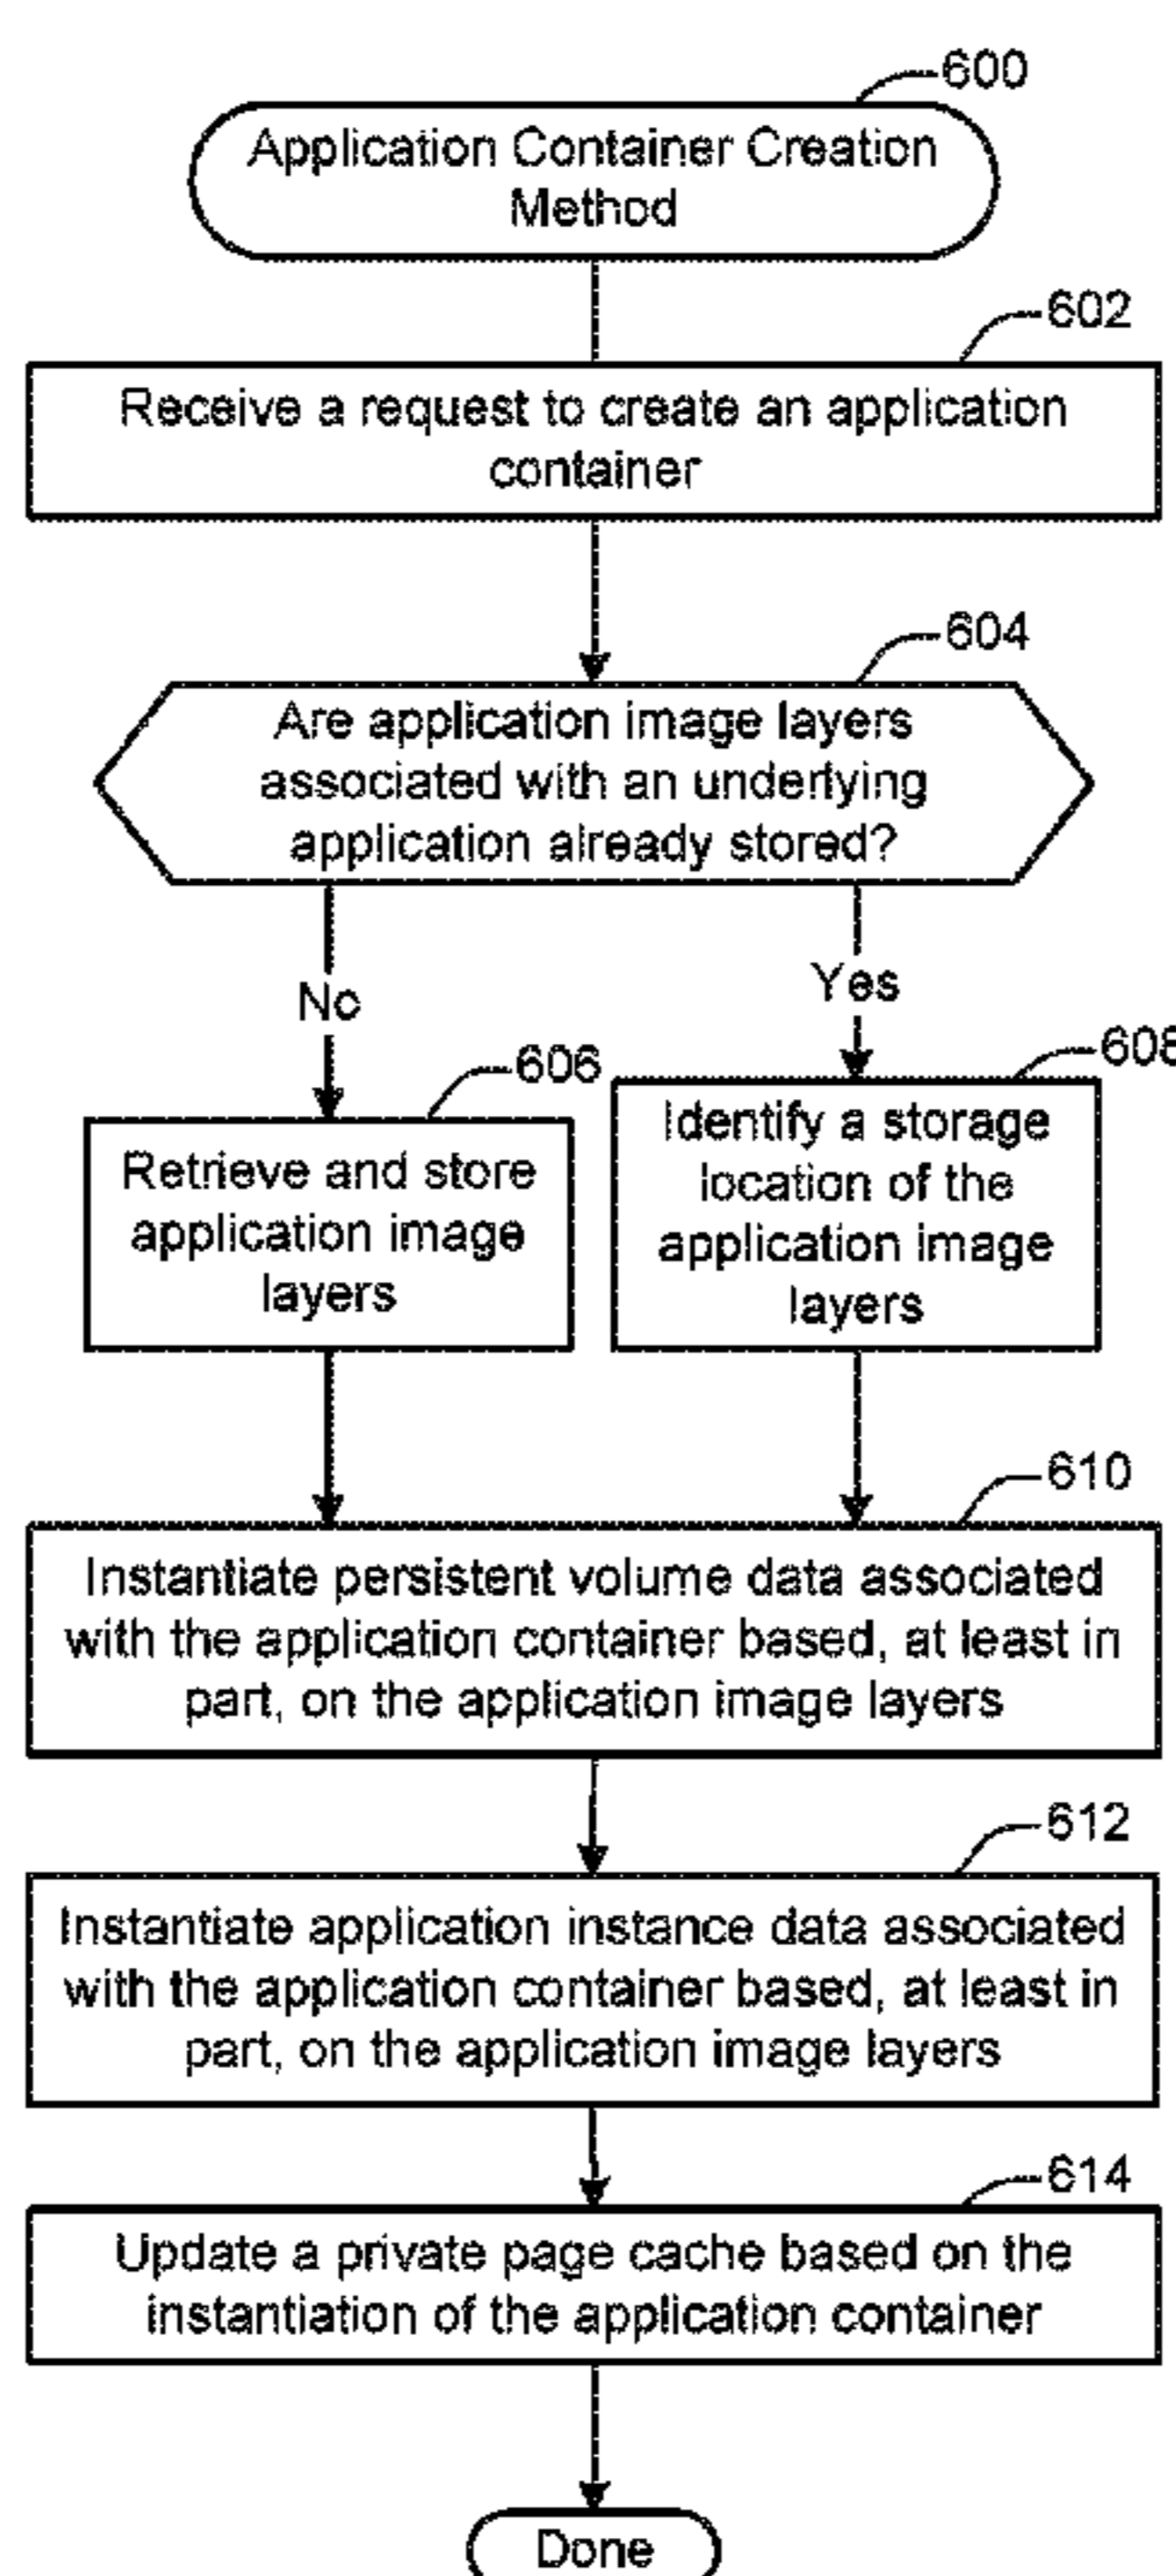 600
Application Container Creation
Method
602
Receive a request to create an application
container
604
Are application image layers
associated with an underlying
application already stored?
No
Yes
606
608
Retrieve and store
application image
layers
Identify a storage
location of the
application image
layers
610
Instantiate persistent volume data associated
with the application container based, at least in
part, on the application image layers
612
Instantiate application instance data associated
with the application container based, at least in
part, on the application image layers
614
Update a private page cache based on the
instantiation of the application container
Done